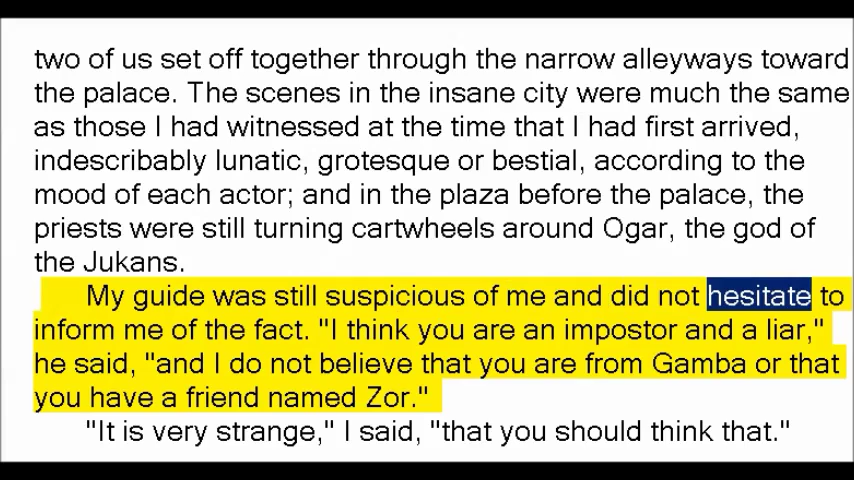 two of us set off together through the narrow alleyways toward
the palace. The scenes in the insane city were much the same
as those I had witnessed at the time that I had first arrived,
indescribably lunatic, grotesque or bestial, according to the
mood of each actor; and in the plaza before the palace, the
priests were still turning cartwheels around Ogar, the god of
the Jukans.
My guide was still suspicious of me and did not hesitate to
inform me of the fact. "I think you are an impostor and a liar,"
he said, "and I do not believe that you are from Gamba or that
you have a friend named Zor."
"It is very strange," I said, "that you should think that."